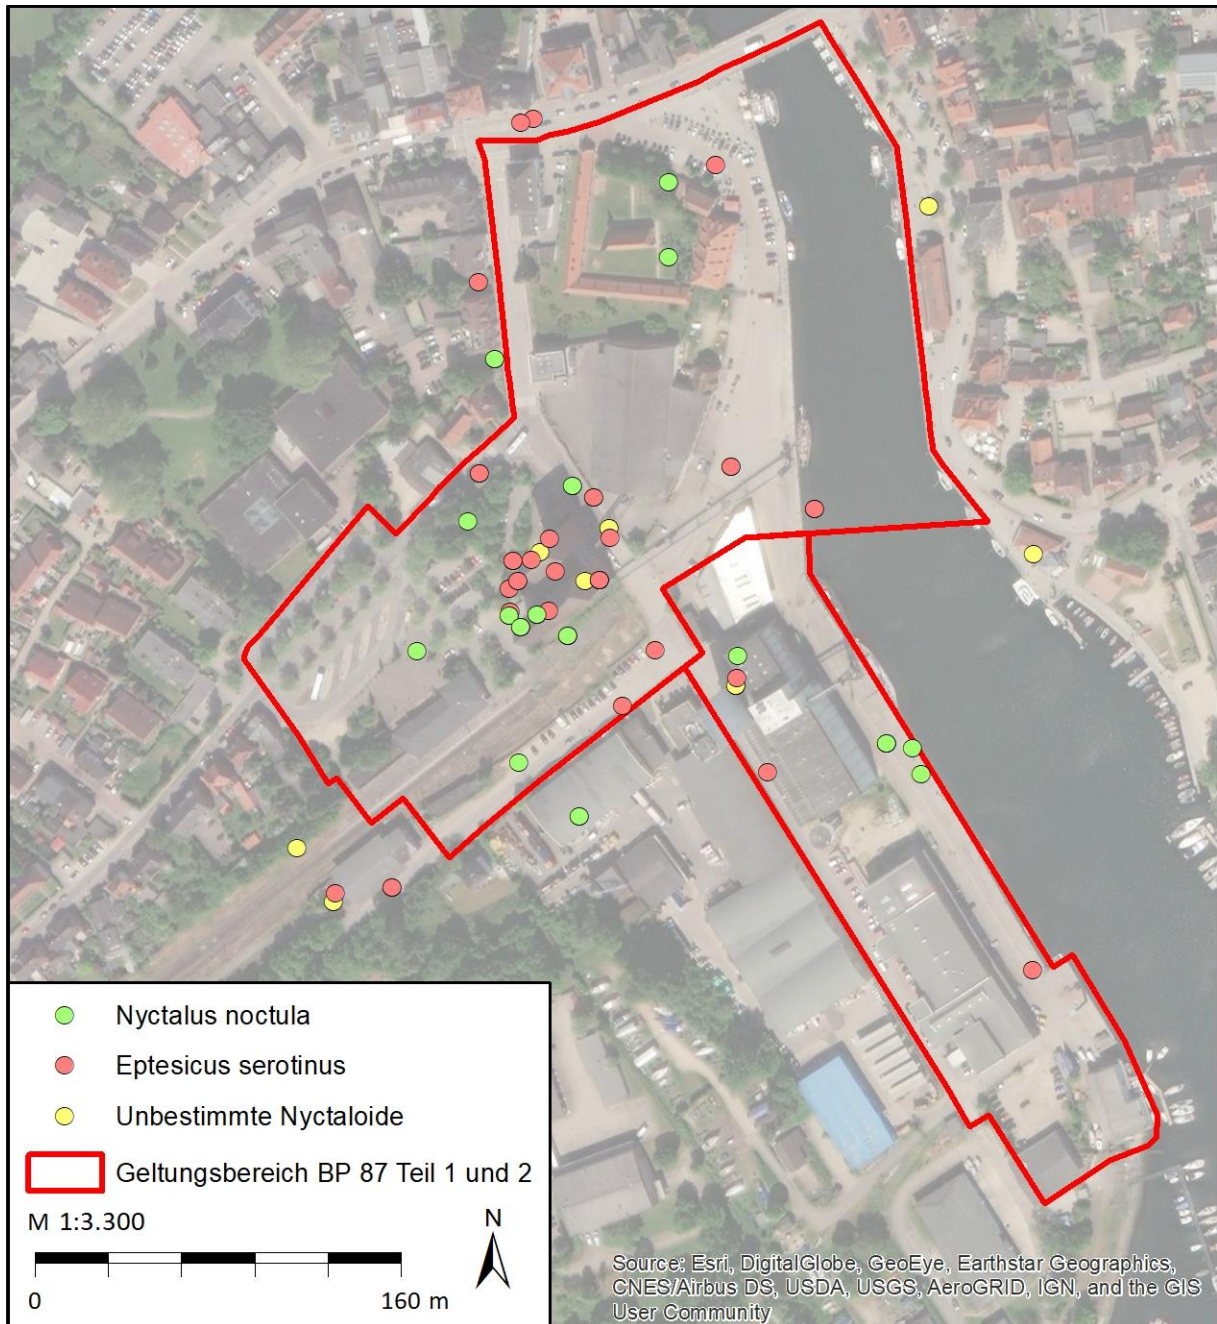 Nyctalus noctula
Eptesicus serotinus
Unbestimmte Nyctaloide
Geltungsbereich BP 87 Teil 1 und 2
M 1:3.300
N
0 160 m
Source: Esri, DigitalGlobe, GeoEye, Earthstar Geographics,
CNES/Airbus DS, USDA, USGS, AeroGRID, IGN, and the GIS
User Community